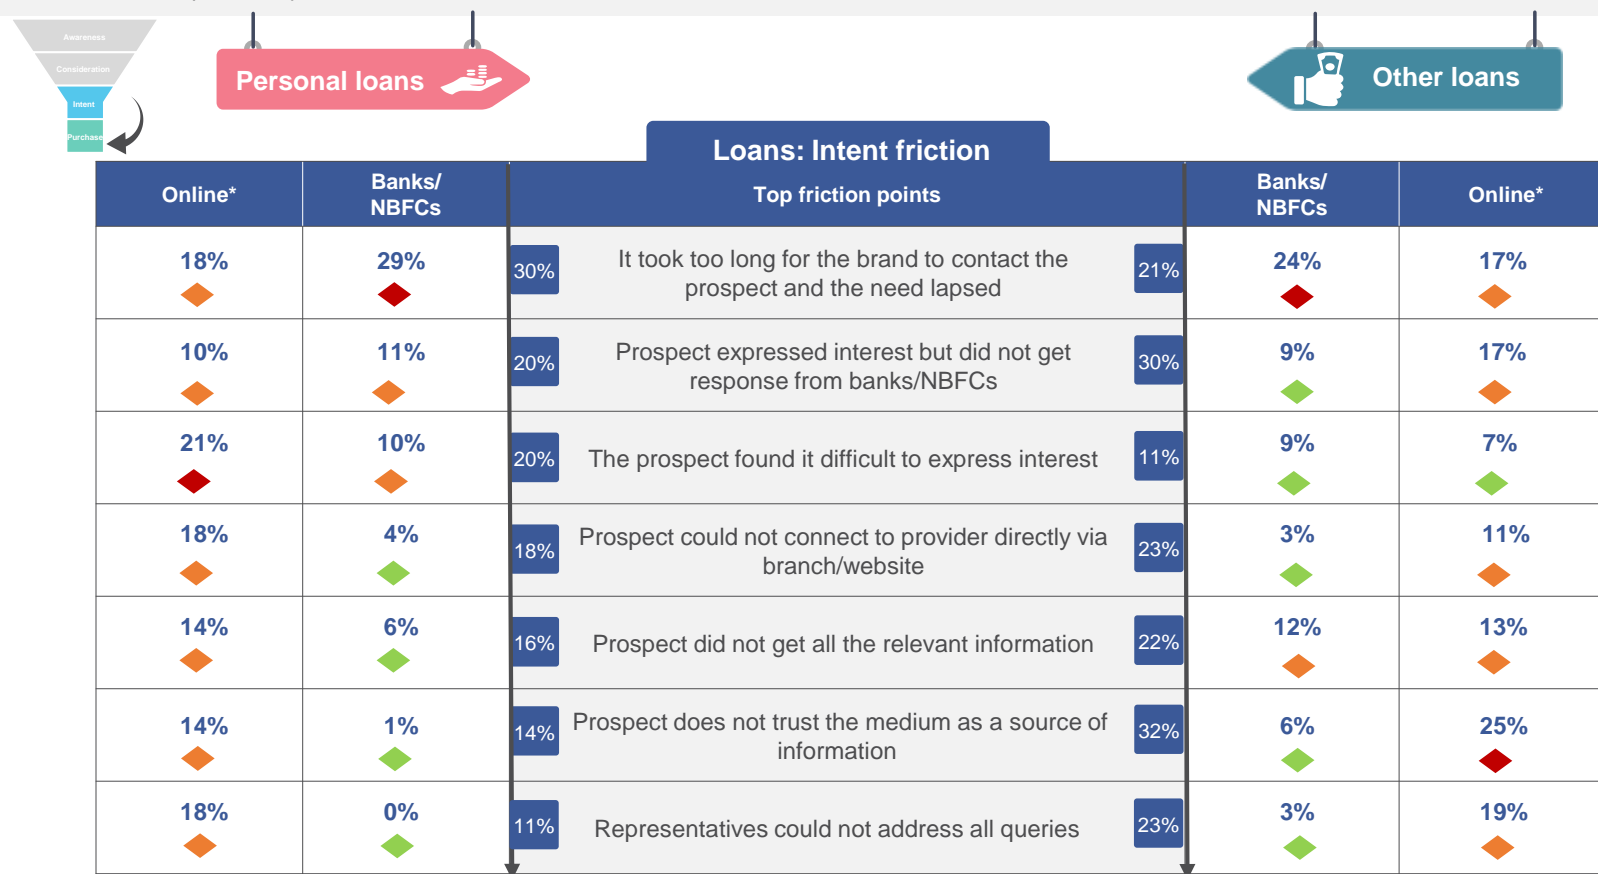 Awareness
Consideration
Intent
Purchase
Personal loans
Other loans
Loans: Intent friction
Online*
Banks/
NBFCs
Top friction points
Banks/
NBFCs
Online*
18%
29%
30%
It took too long for the brand to contact the
prospect and the need lapsed
21%
24%
17%
10%
11%
20%
Prospect expressed interest but did not get
response from banks/NBFCs
30%
9%
17%
21%
10%
20%
The prospect found it difficult to express interest
11%
9%
7%
18%
4%
18%
Prospect could not connect to provider directly via
branch/website
23%
3%
11%
14%
6%
16%
Prospect did not get all the relevant information
22%
12%
13%
14%
1%
14%
Prospect does not trust the medium as a source of
information
32%
6%
25%
18%
0%
11%
Representatives could not address all queries
23%
3%
19%